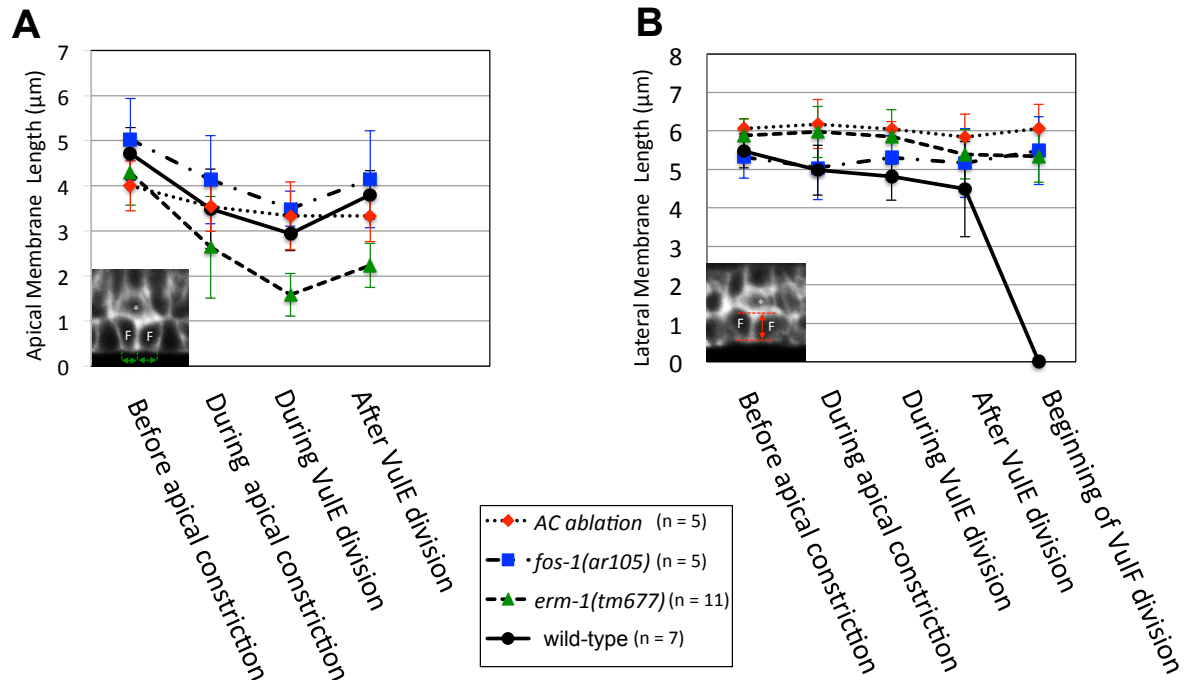 A
Apical Membrane Length (µm)
7
6
5
4
3
2
1
0
*
F F
Before apical constriction
During apical constriction
During VulE division
After VulE division
B
Lateral Membrane Length (µm)
8
7
6
5
4
3
2
1
0
*
F F
Before apical constriction
During apical constriction
During VulE division
After VulE division
Beginning of VulF division
AC ablation (n = 5)
fos-1(ar105) (n = 5)
erm-1(tm677) (n = 11)
wild-type (n = 7)